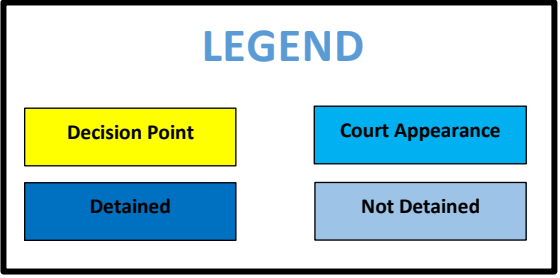 LEGEND
Decision Point
Court Appearance
Detained
Not Detained